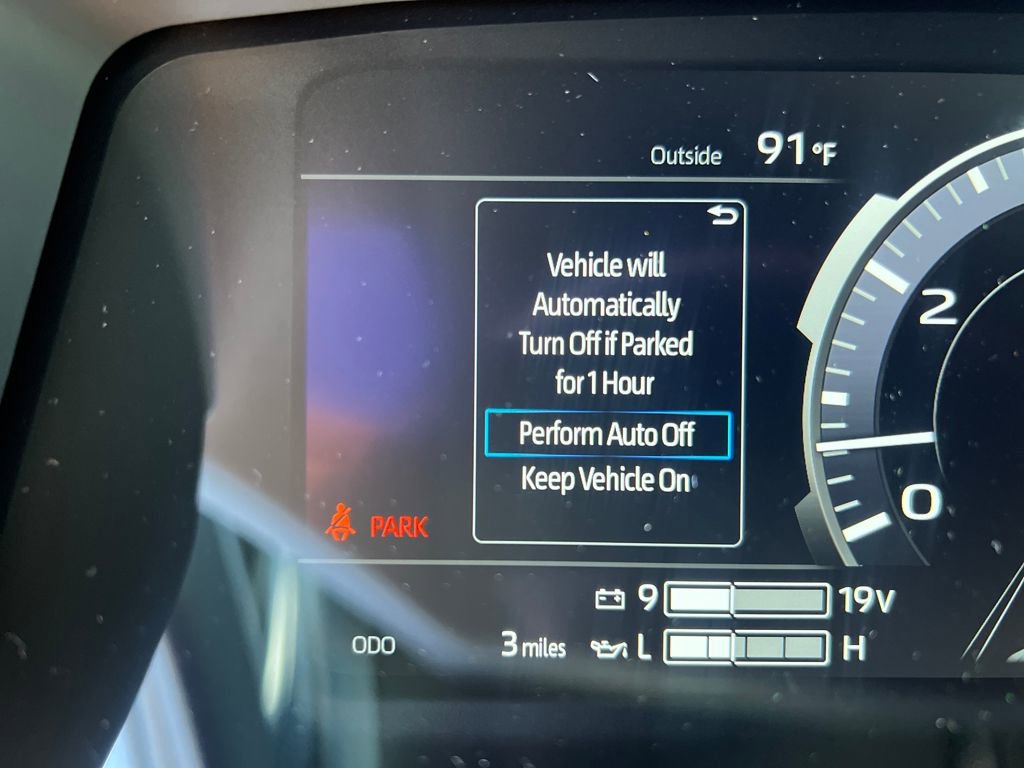 Outside 91°F
Vehicle will
Automatically
Turn Off if Parked
for 1 Hour
Perform Auto Off
Keep Vehicle On
2
0
PARK
9 19V
ODO 3 miles L H